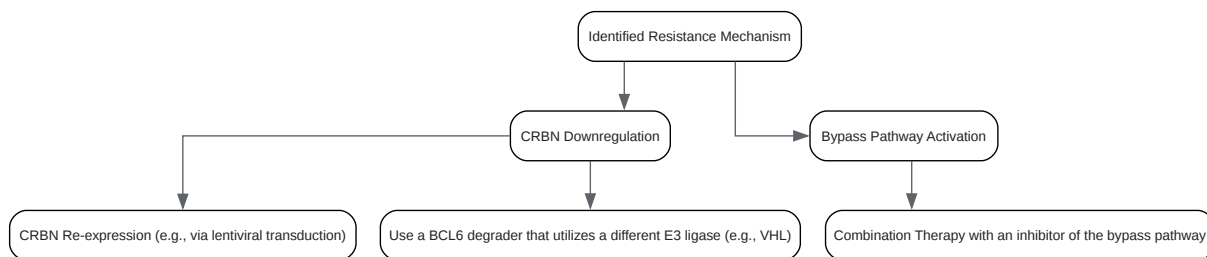 Identified Resistance Mechanism
CRBN Downregulation
Bypass Pathway Activation
CRBN Re-expression (e.g., via lentiviral transduction)
Use a BCL6 degrader that utilizes a different E3 ligase (e.g., VHL)
Combination Therapy with an inhibitor of the bypass pathway